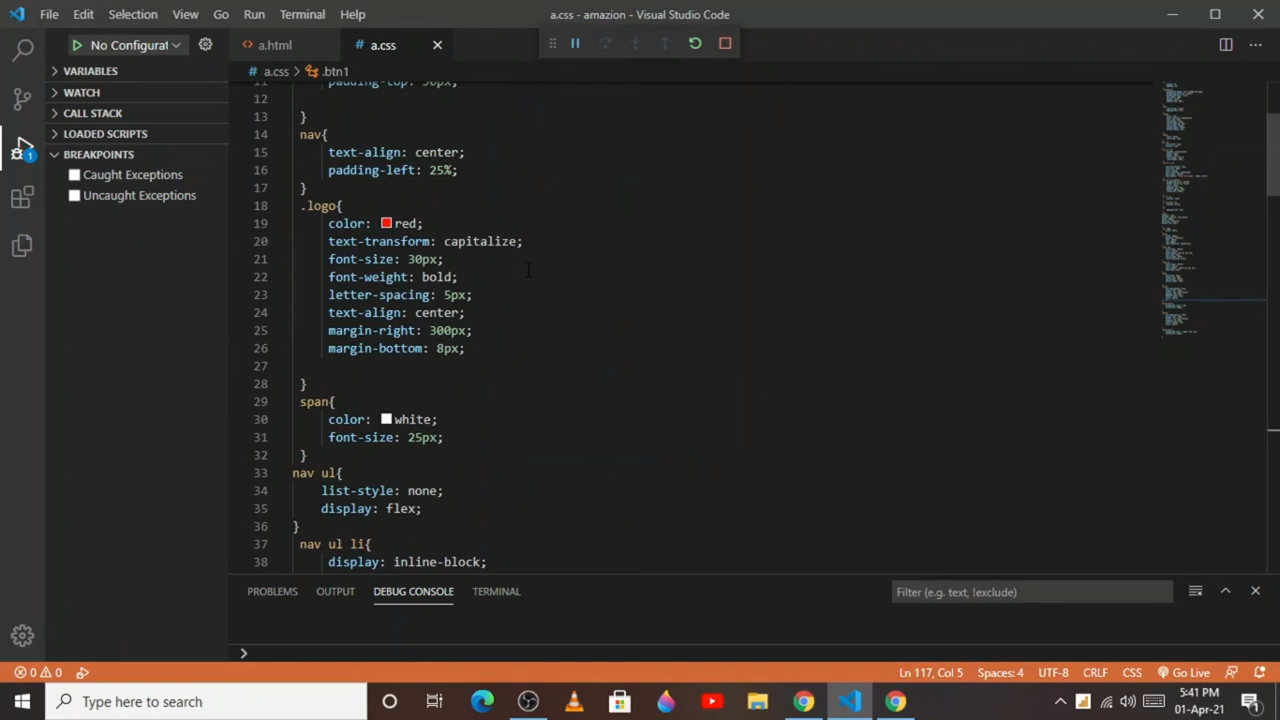 File Edit Selection View Go Run Terminal Help
a.css - amazion - Visual Studio Code
No Configurat
a.html
# a.css
# a.css > .btn1
VARIABLES
WATCH
CALL STACK
LOADED SCRIPTS
BREAKPOINTS
Caught Exceptions
Uncaught Exceptions
1
12
13 }
14 nav{
15 text-align: center;
16 padding-left: 25%;
17 }
18 .logo{
19 color: red;
20 text-transform: capitalize;
21 font-size: 30px;
22 font-weight: bold;
23 letter-spacing: 5px;
24 text-align: center;
25 margin-right: 300px;
26 margin-bottom: 8px;
27
28 }
29 span{
30 color: white;
31 font-size: 25px;
32 }
33 nav ul{
34 list-style: none;
35 display: flex;
36 }
37 nav ul li{
38 display: inline-block;
PROBLEMS OUTPUT DEBUG CONSOLE TERMINAL
Filter (e.g. text, !exclude)
>
0 0
Ln 117, Col 5 Spaces: 4 UTF-8 CRLF CSS Go Live
Type here to search
5:41 PM
01-Apr-21
1